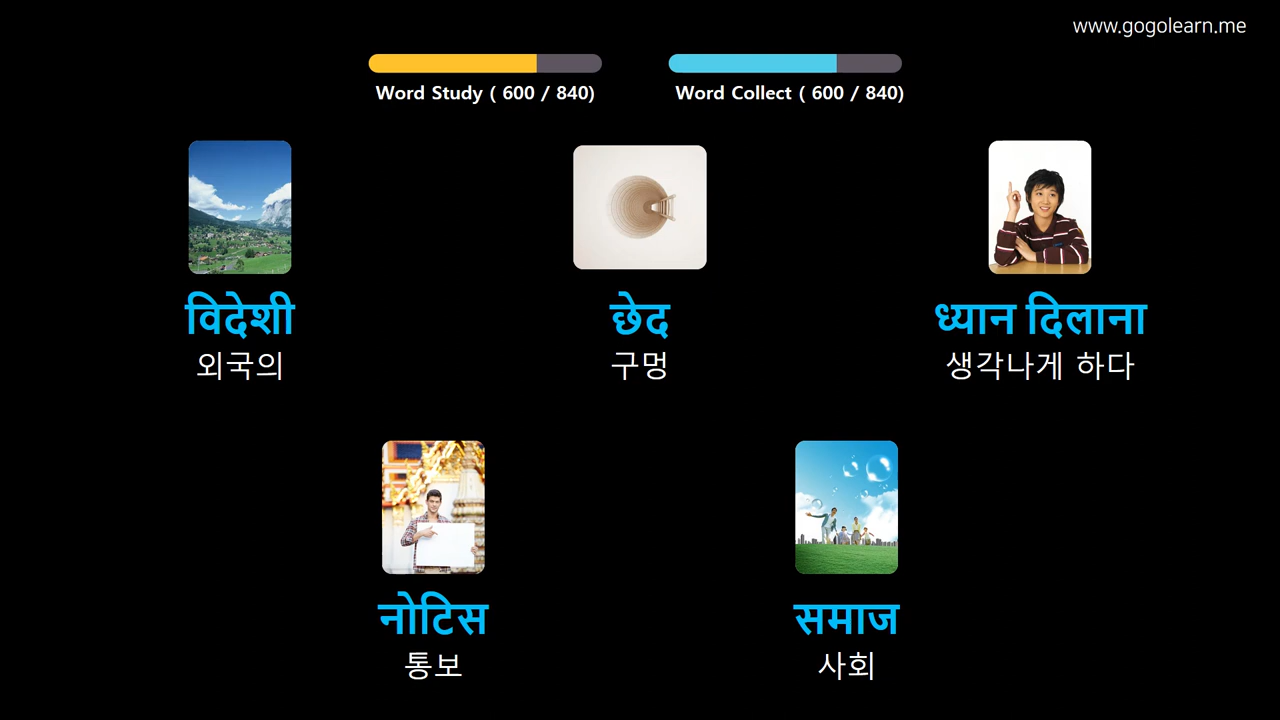 www.gogolearn.me
Word Study ( 600 / 840)
Word Collect ( 600 / 840)
विदेशी
외국의
छेद
구멍
ध्यान दिलाना
생각나게 하다
नोटिस
통보
समाज
사회